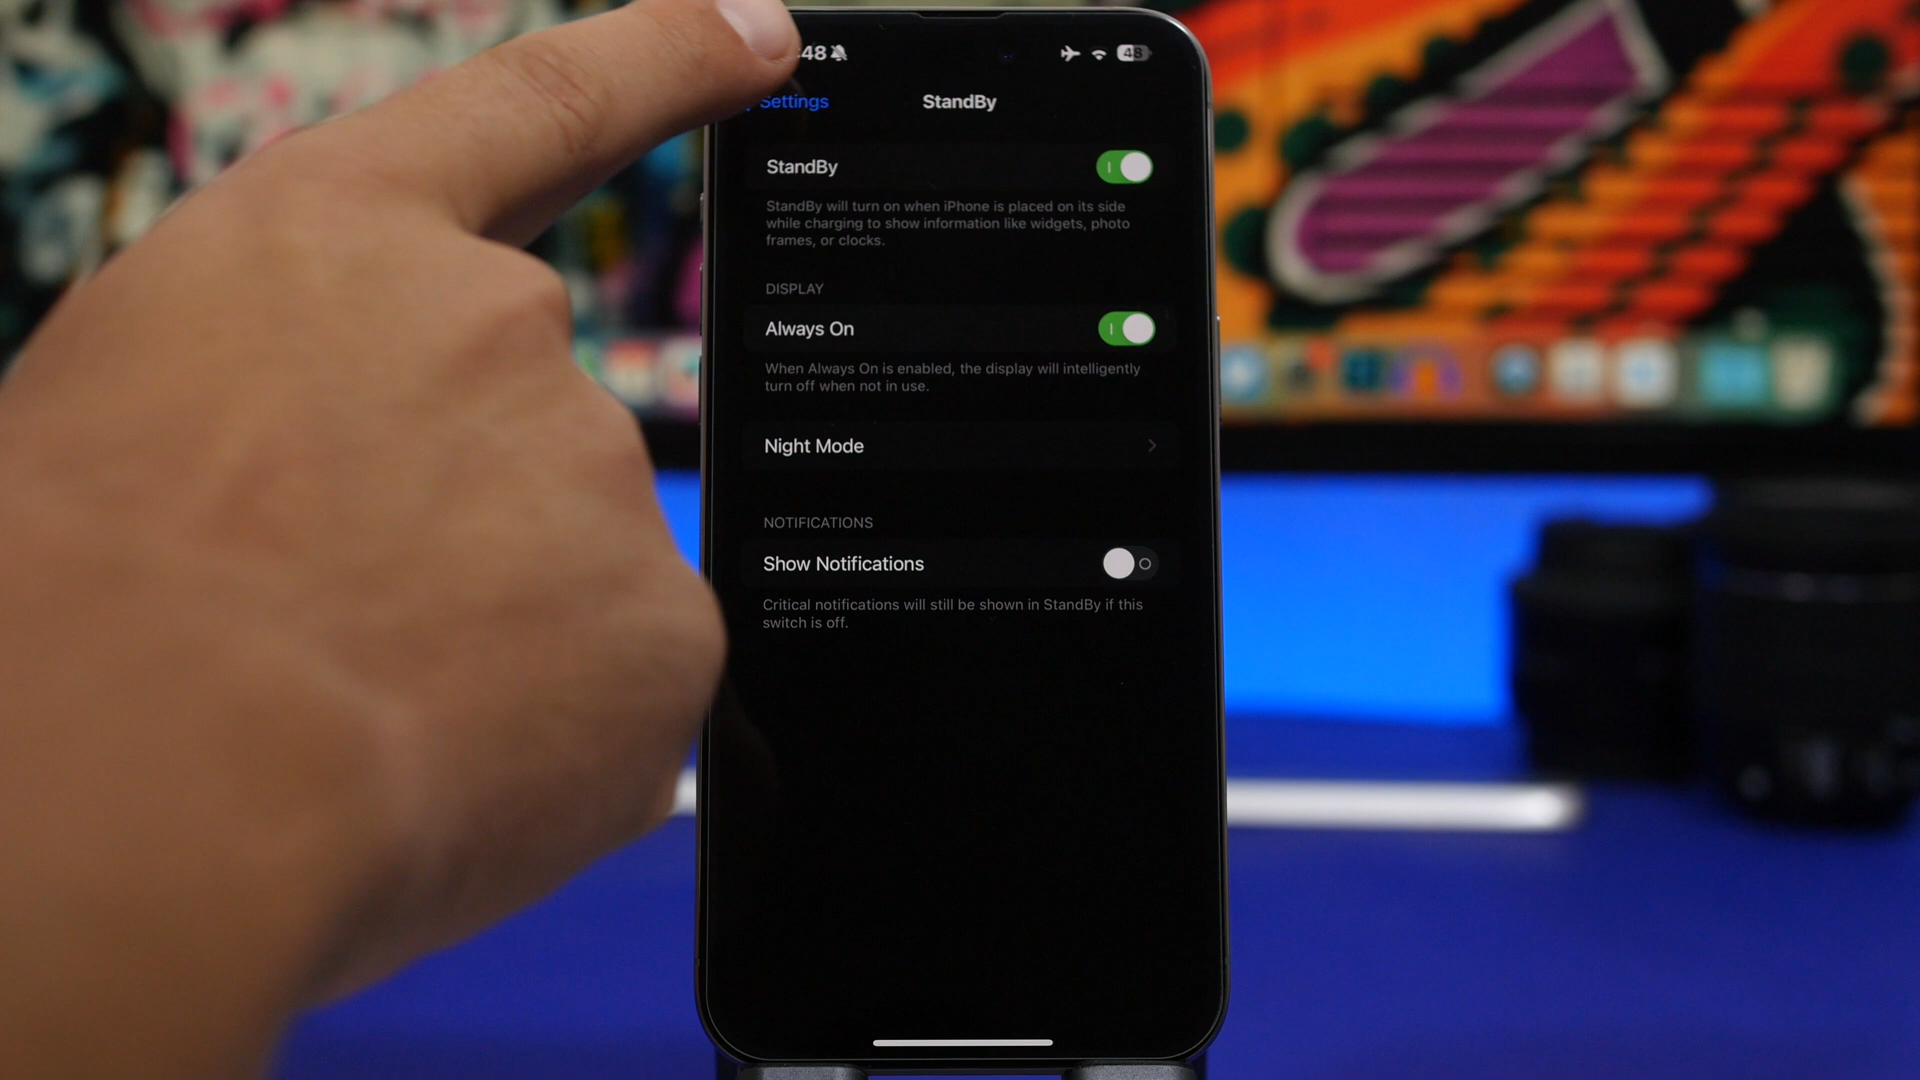 :48 48
Settings StandBy
StandBy
StandBy will turn on when iPhone is placed on its side
while charging to show information like widgets, photo
frames, or clocks.
DISPLAY
Always On
When Always On is enabled, the display will intelligently
turn off when not in use.
Night Mode
NOTIFICATIONS
Show Notifications
Critical notifications will still be shown in StandBy if this
switch is off.